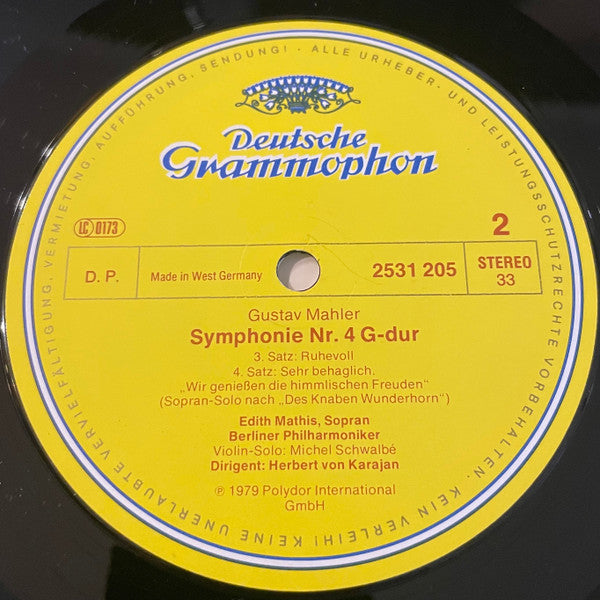 ALLE URHEBER- UND LEISTUNGSSCHUTZRECHTE VORBEHALTEN. KEIN VERLEIH! KEINE UNERLAUBTE VERVIELFÄLTIGUNG, VERMIETUNG, AUFFÜHRUNG, SENDUNG! -
Deutsche
Grammophon
LC 0173
2
D. P.
Made in West Germany
2531 205
STEREO
33
Gustav Mahler
Symphonie Nr. 4 G-dur
3. Satz: Ruhevoll
4. Satz: Sehr behaglich.
„Wir genießen die himmlischen Freuden“
(Sopran-Solo nach „Des Knaben Wunderhorn“)
Edith Mathis, Sopran
Berliner Philharmoniker
Violin-Solo: Michel Schwalbé
Dirigent: Herbert von Karajan
℗ 1979 Polydor International
GmbH